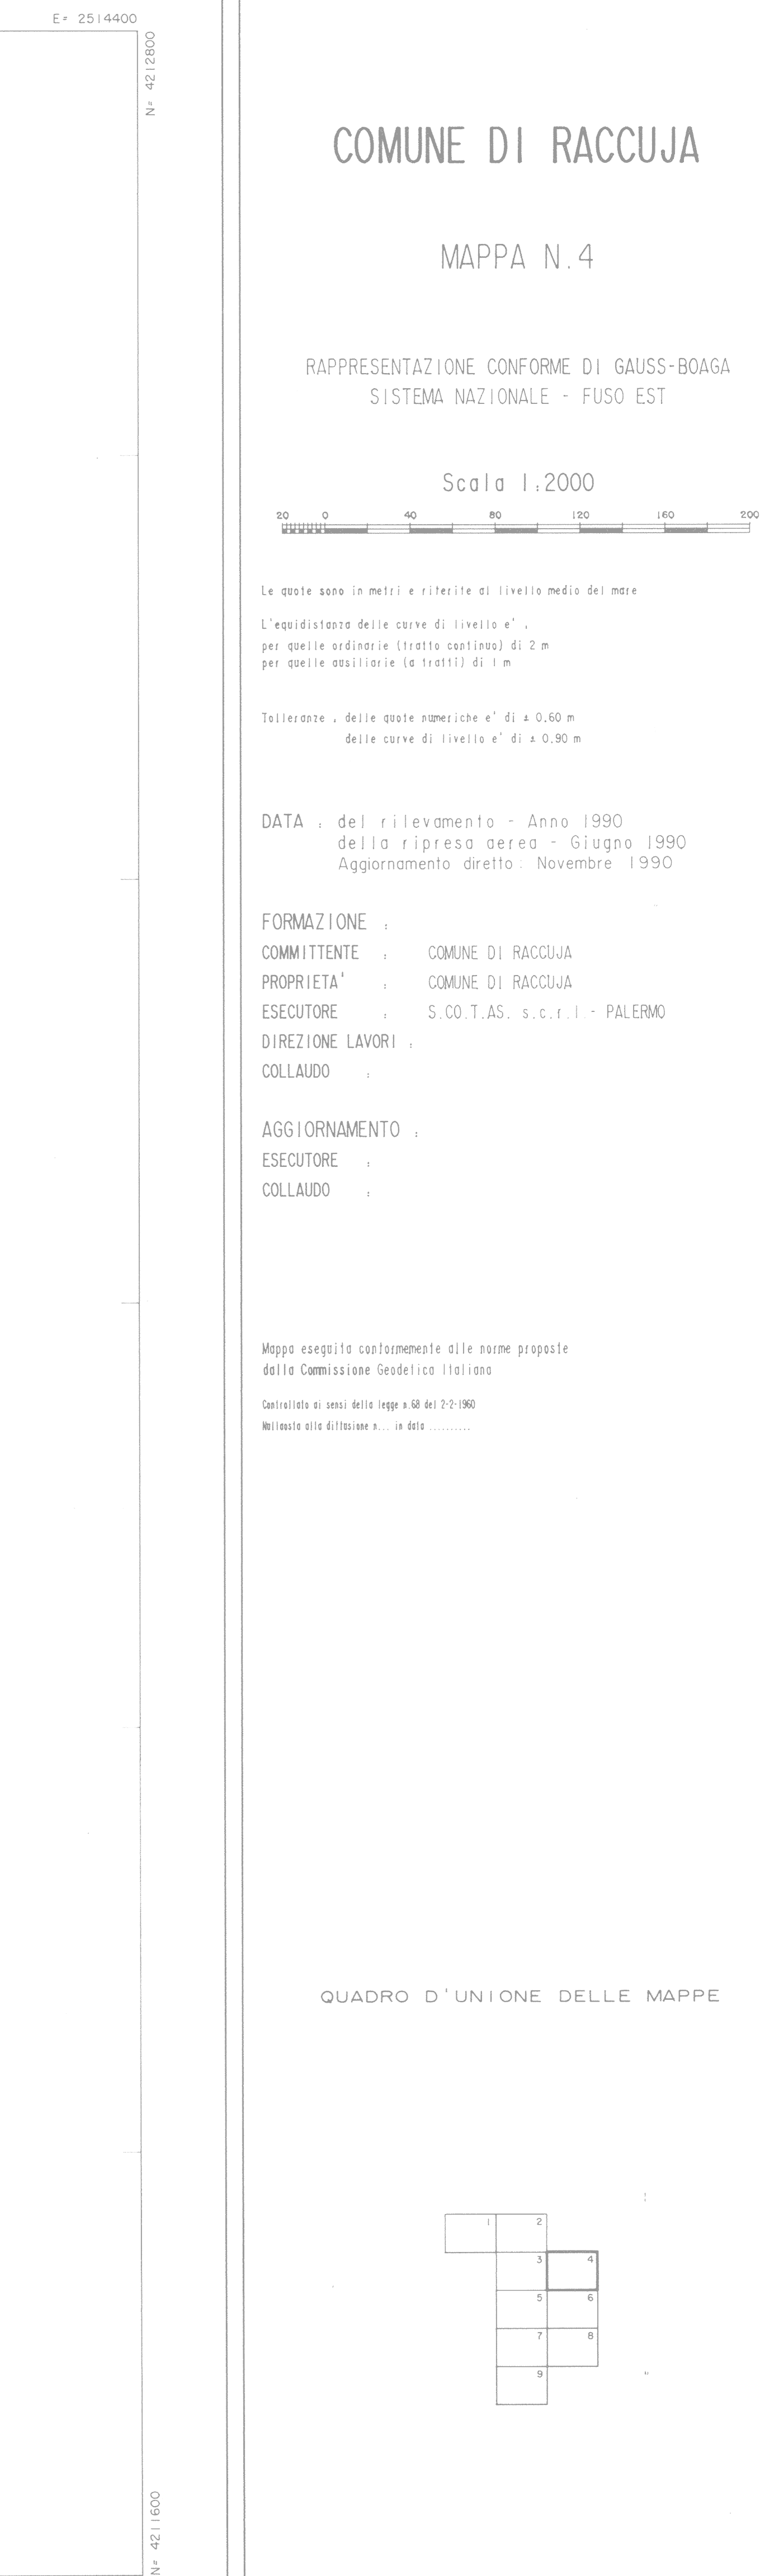 E= 2514400
N= 4212800
COMUNE DI RACCUJA
MAPPA N.4
RAPPRESENTAZIONE CONFORME DI GAUSS-BOAGA
SISTEMA NAZIONALE - FUSO EST
Scala 1:2000
20 0 40 80 120 160 200
Le quote sono in metri e riferite al livello medio del mare
L'equidistanza delle curve di livello e' :
per quelle ordinarie (tratto continuo) di 2 m
per quelle ausiliarie (a tratti) di 1 m
Tolleranze : delle quote numeriche e' di ± 0.60 m
delle curve di livello e' di ± 0.90 m
DATA : del rilevamento - Anno 1990
della ripresa aerea - Giugno 1990
Aggiornamento diretto: Novembre 1990
FORMAZIONE :
COMMITTENTE : COMUNE DI RACCUJA
PROPRIETA' : COMUNE DI RACCUJA
ESECUTORE : S.CO.T.AS. s.c.r.l.- PALERMO
DIREZIONE LAVORI :
COLLAUDO :
AGGIORNAMENTO :
ESECUTORE :
COLLAUDO :
Mappa eseguita conformemente alle norme proposte
dalla Commissione Geodetica Italiana
Controllato ai sensi della legge n.68 del 2-2-1960
Nullaosta alla diffusione n... in data ..........
QUADRO D'UNIONE DELLE MAPPE
1 2
3 4
5 6
7 8
9
N= 4211600